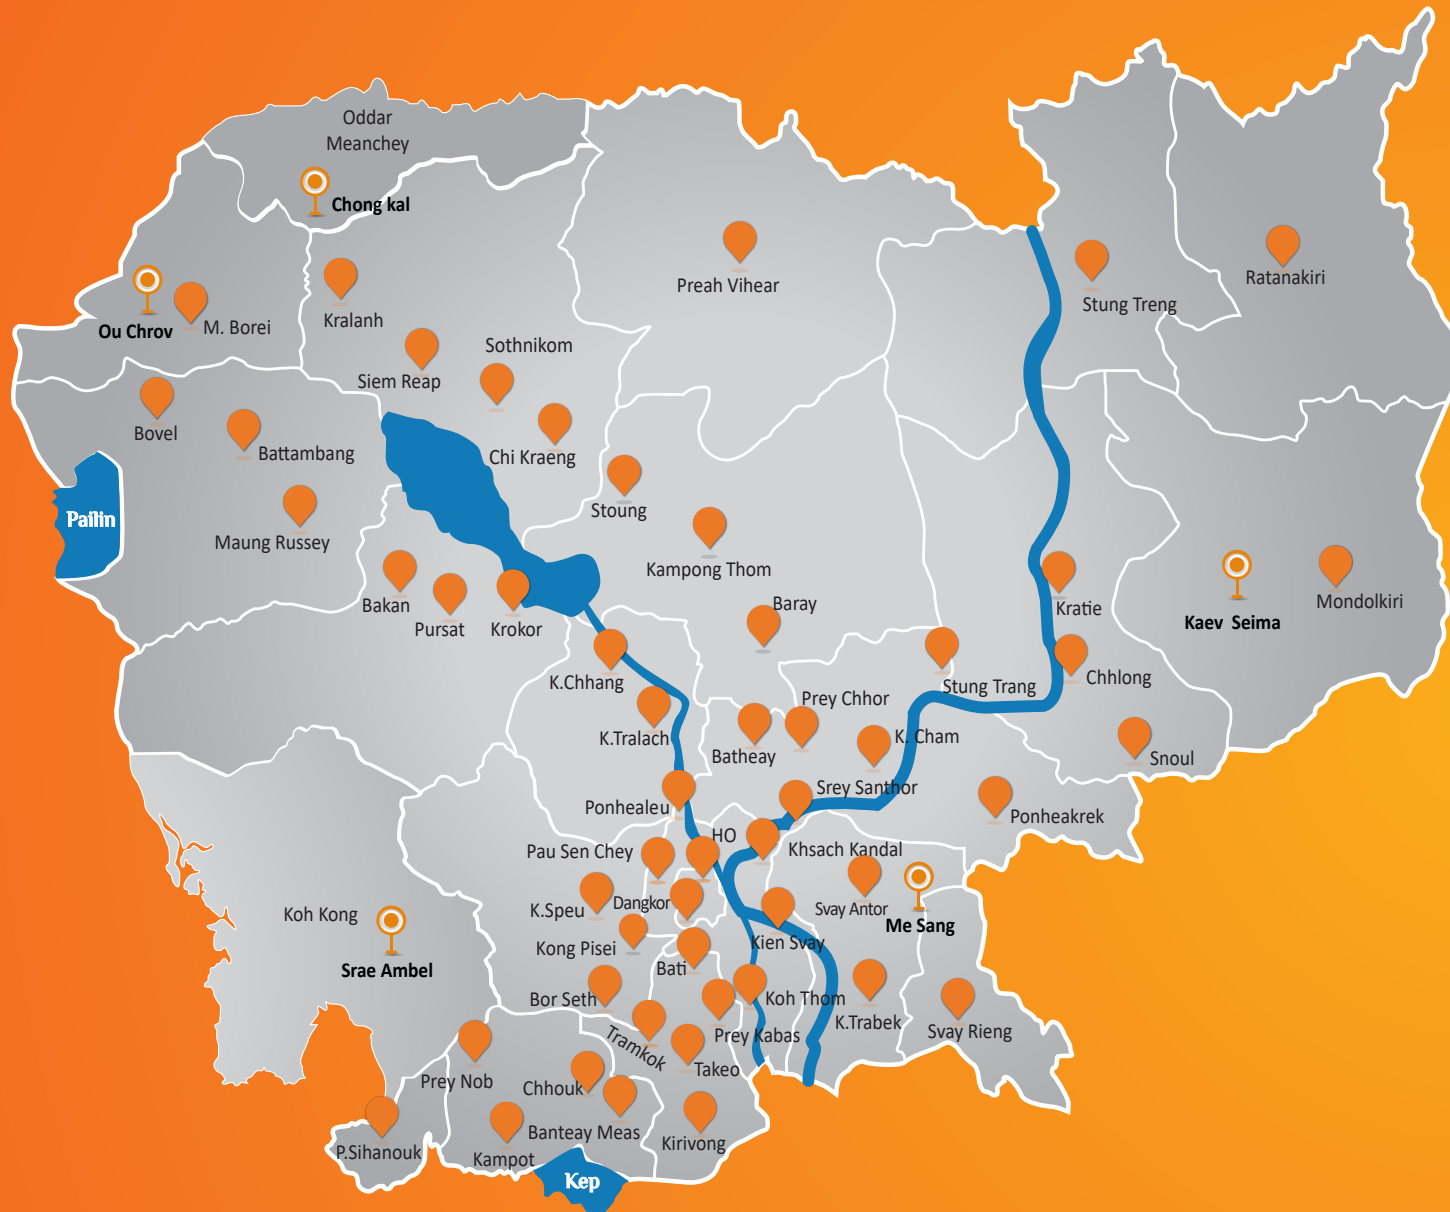 Oddar
Meanchey
Chong kal
Preah Vihear
Ratanakiri
Stung Treng
Ou Chrov
M. Borei
Kralanh
Sothnikom
Siem Reap
Bovel
Battambang
Chi Kraeng
Stoung
Pailin
Maung Russey
Kampong Thom
Bakan
Pursat
Krokor
Baray
Kratie
Mondolkiri
Kaev Seima
K.Chhang
Stung Trang
Chhlong
Prey Chhor
K.Tralach
Batheay
K. Cham
Snoul
Srey Santhor
Ponhealeu
Ponheakrek
HO
Pau Sen Chey
Khsach Kandal
K.Speu
Dangkor
Svay Antor
Koh Kong
Me Sang
Kong Pisei
Kien Svay
Srae Ambel
Bati
Bor Seth
Koh Thom
K.Trabek
Svay Rieng
Prey Kabas
Tramkok
Takeo
Prey Nob
Chhouk
Banteay Meas
Kirivong
P.Sihanouk
Kampot
Kep